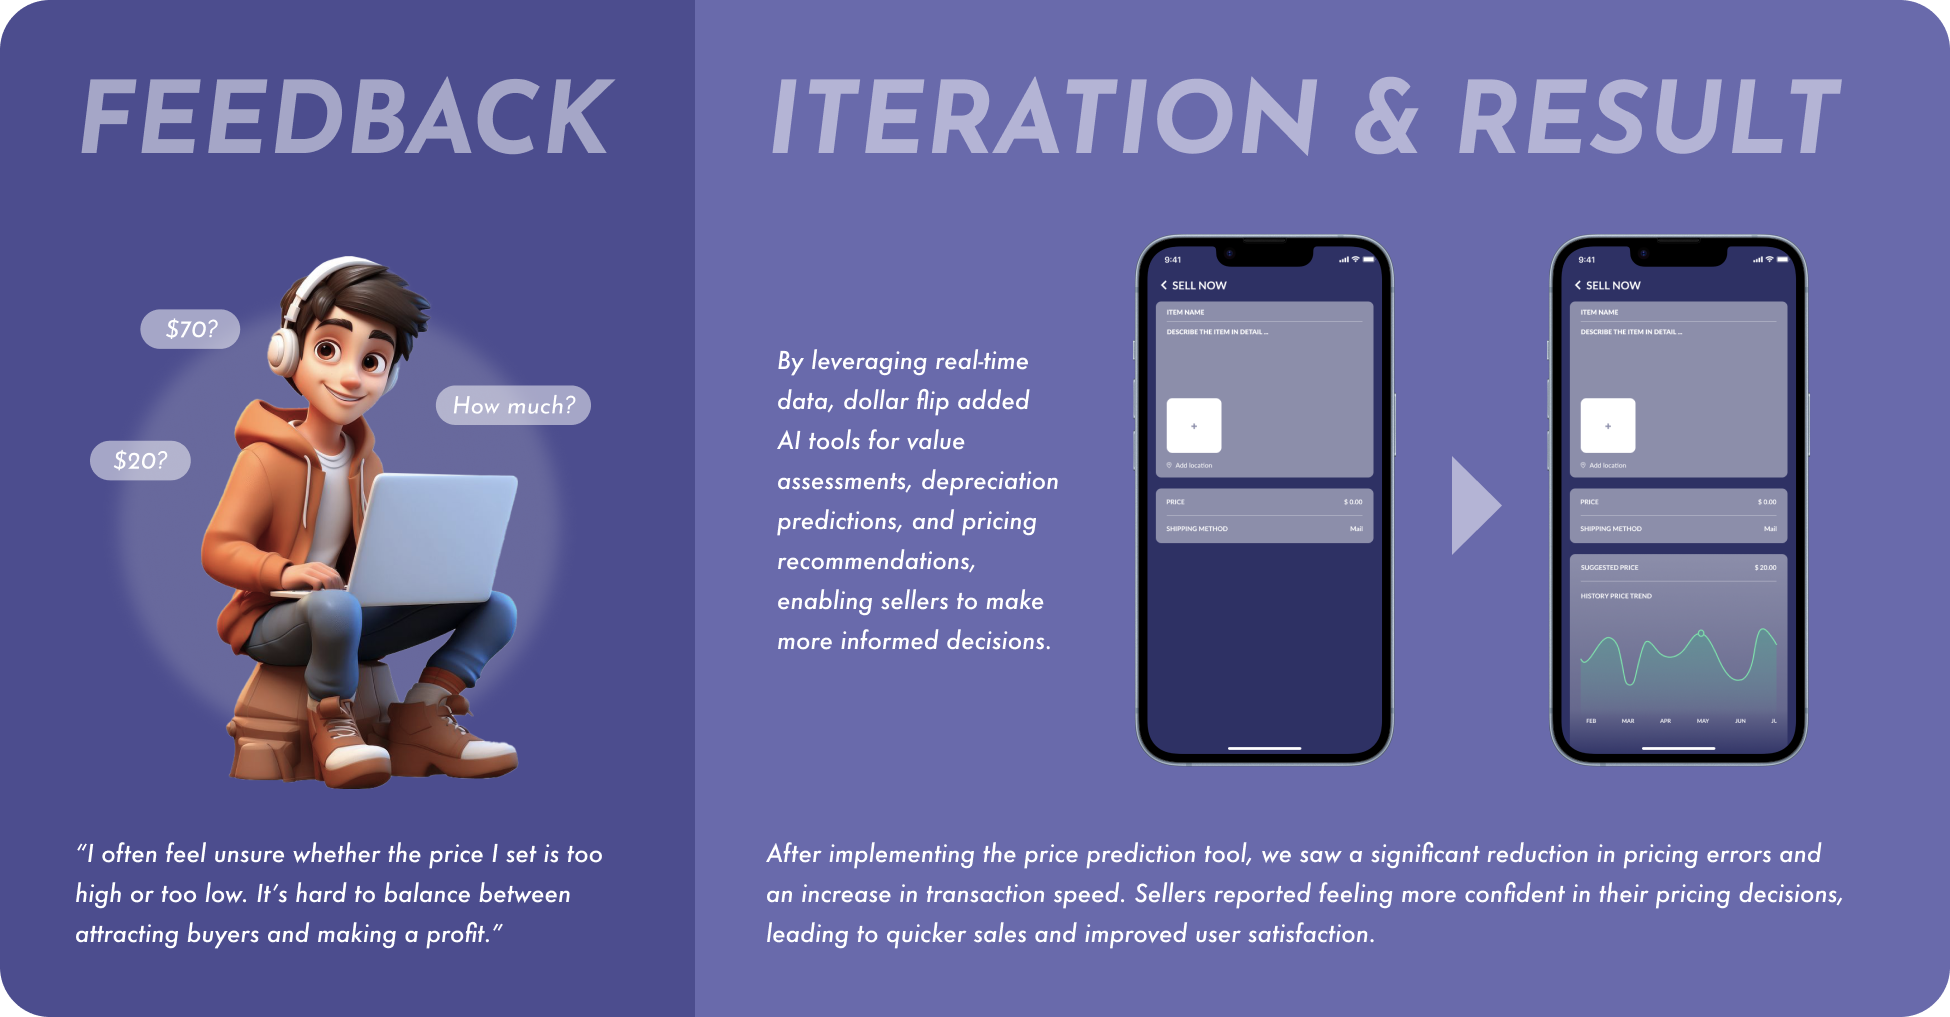 FEEDBACK
$70?
How much?
$20?
“I often feel unsure whether the price I set is too
high or too low. It’s hard to balance between
attracting buyers and making a profit.”
ITERATION & RESULT
By leveraging real-time
data, dollar flip added
AI tools for value
assessments, depreciation
predictions, and pricing
recommendations,
enabling sellers to make
more informed decisions.
9:41
SELL NOW
ITEM NAME
DESCRIBE THE ITEM IN DETAIL ...
+
Add location
PRICE $ 0.00
SHIPPING METHOD Mail
9:41
SELL NOW
ITEM NAME
DESCRIBE THE ITEM IN DETAIL ...
+
Add location
PRICE $ 0.00
SHIPPING METHOD Mail
SUGGESTED PRICE $ 20.00
HISTORY PRICE TREND
FEB MAR APR MAY JUN JL
After implementing the price prediction tool, we saw a significant reduction in pricing errors and
an increase in transaction speed. Sellers reported feeling more confident in their pricing decisions,
leading to quicker sales and improved user satisfaction.